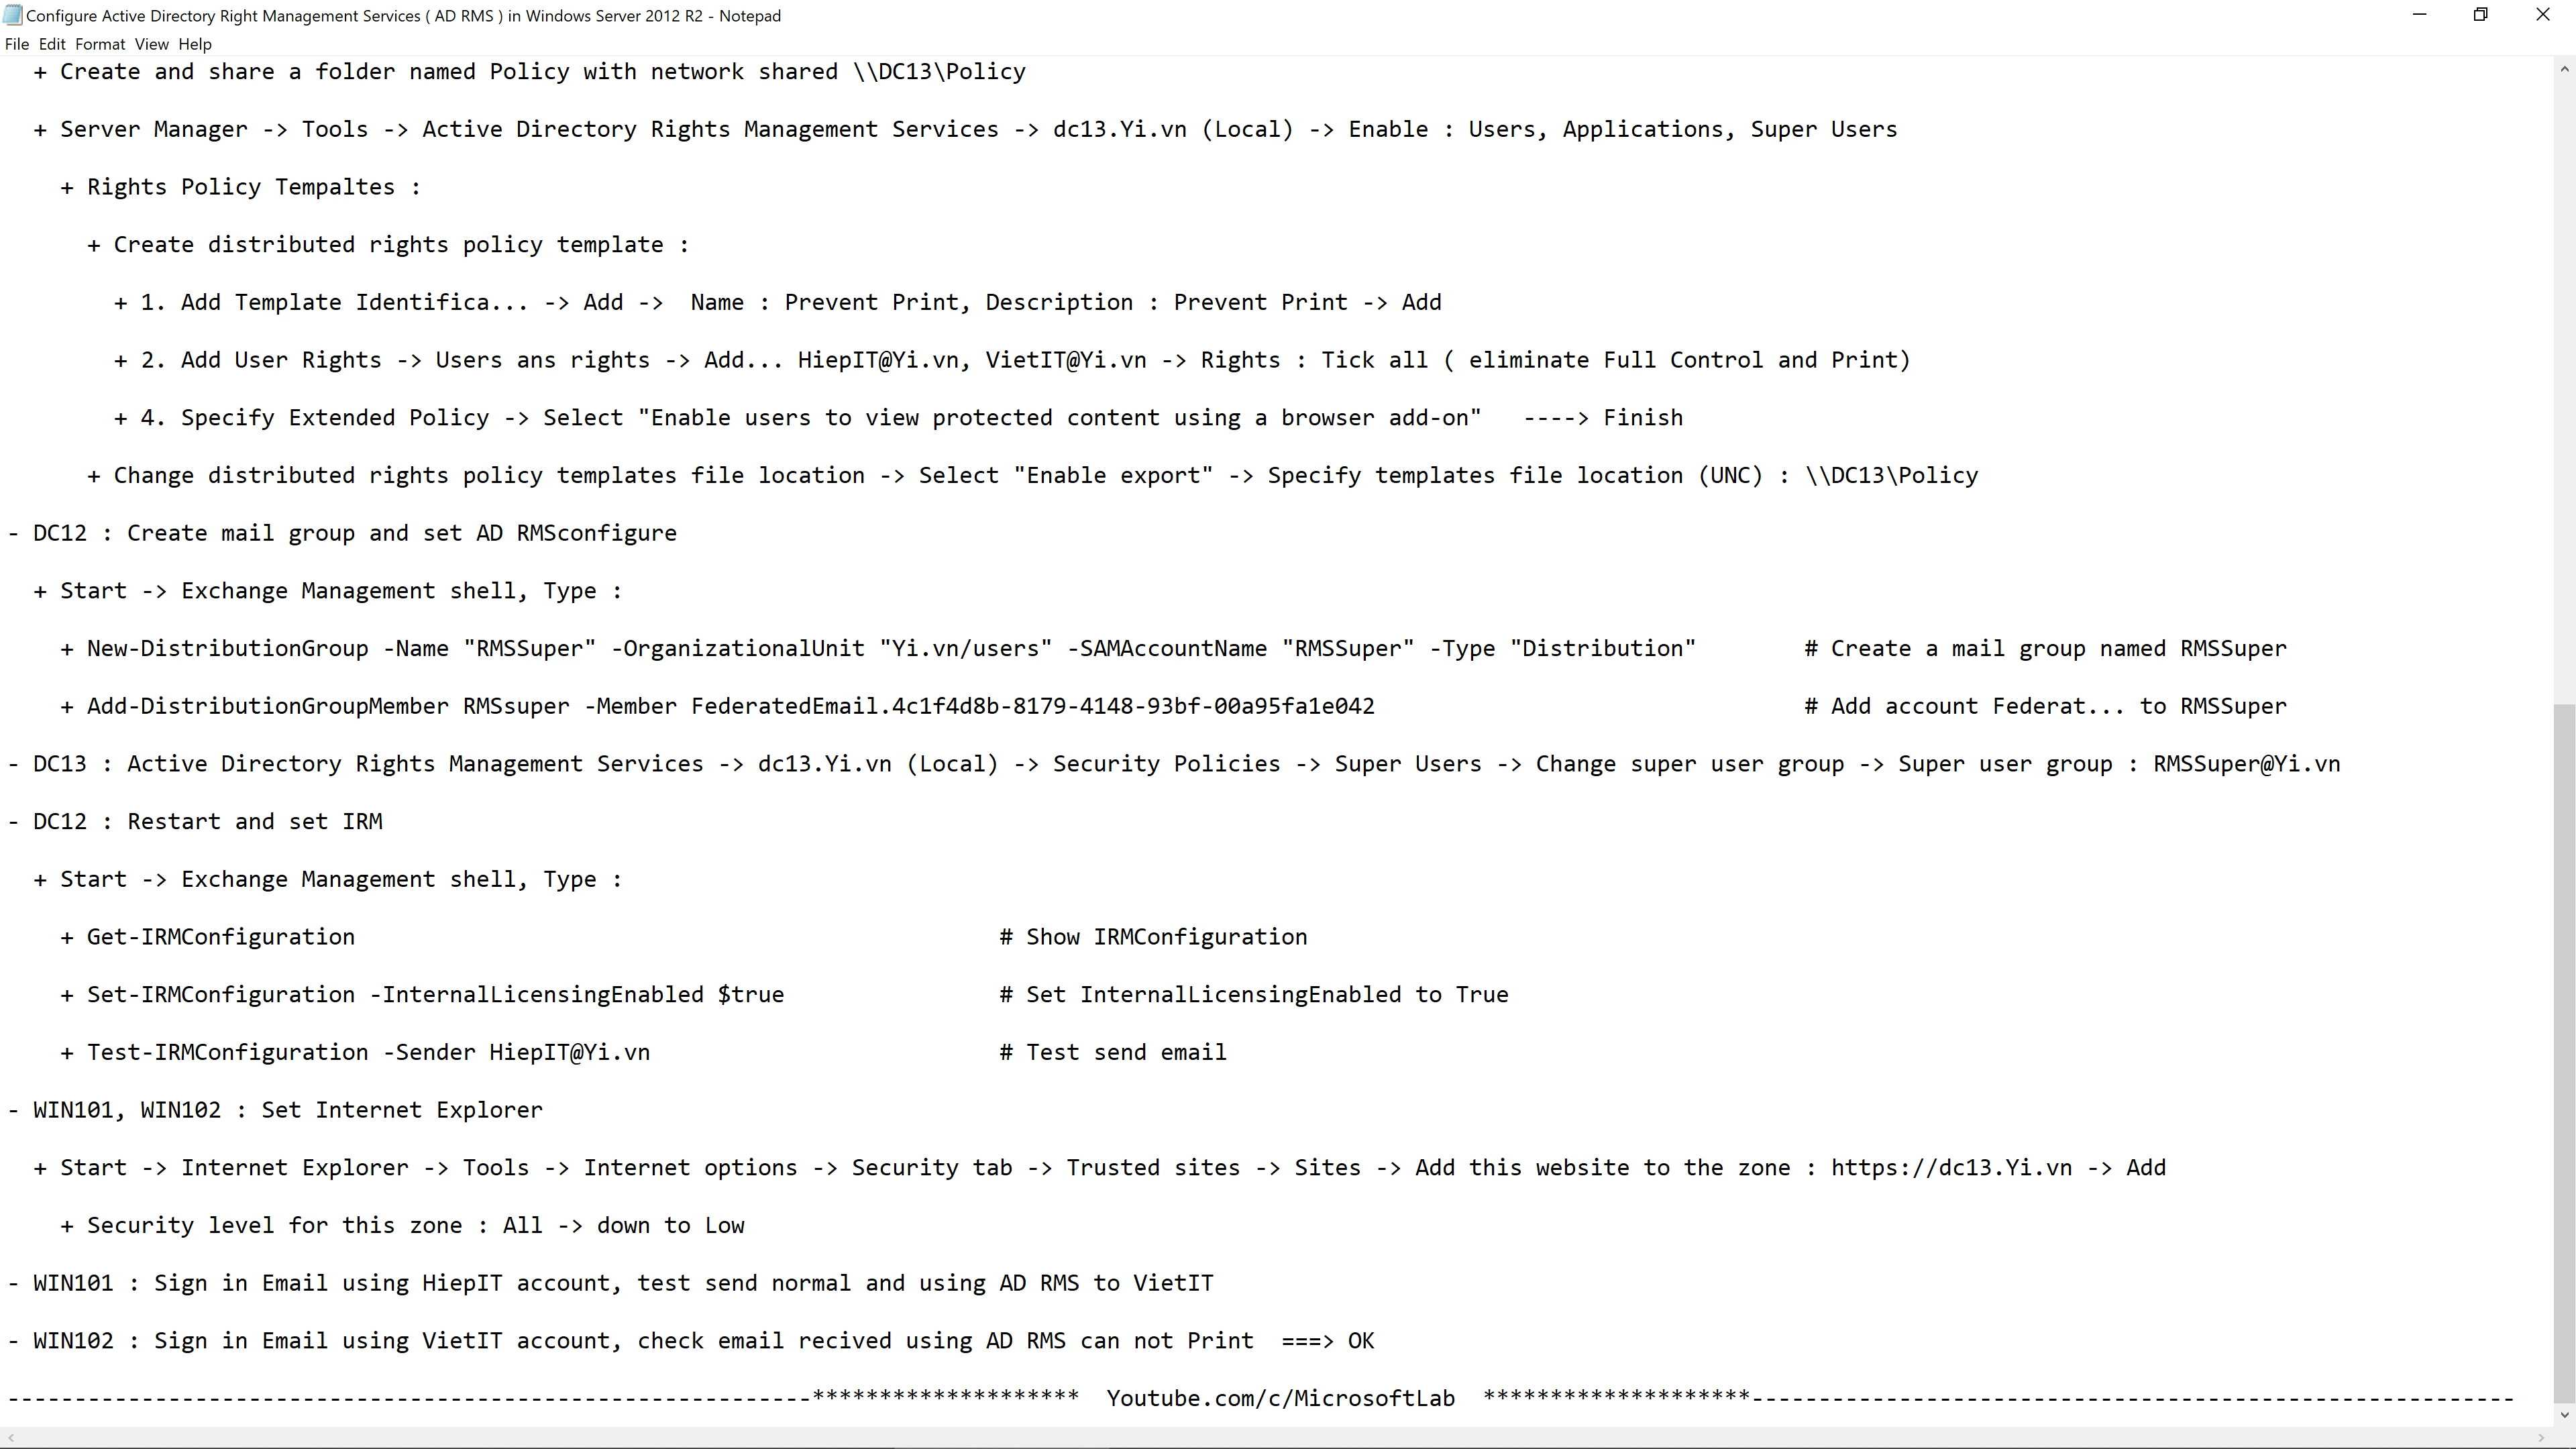 Configure Active Directory Right Management Services ( AD RMS ) in Windows Server 2012 R2 - Notepad
File Edit Format View Help
+ Create and share a folder named Policy with network shared \\DC13\Policy
+ Server Manager -> Tools -> Active Directory Rights Management Services -> dc13.Yi.vn (Local) -> Enable : Users, Applications, Super Users
+ Rights Policy Tempaltes :
+ Create distributed rights policy template :
+ 1. Add Template Identifica... -> Add ->  Name : Prevent Print, Description : Prevent Print -> Add
+ 2. Add User Rights -> Users ans rights -> Add... HiepIT@Yi.vn, VietIT@Yi.vn -> Rights : Tick all ( eliminate Full Control and Print)
+ 4. Specify Extended Policy -> Select "Enable users to view protected content using a browser add-on"   ----> Finish
+ Change distributed rights policy templates file location -> Select "Enable export" -> Specify templates file location (UNC) : \\DC13\Policy
- DC12 : Create mail group and set AD RMSconfigure
+ Start -> Exchange Management shell, Type :
+ New-DistributionGroup -Name "RMSSuper" -OrganizationalUnit "Yi.vn/users" -SAMAccountName "RMSSuper" -Type "Distribution"        # Create a mail group named RMSSuper
+ Add-DistributionGroupMember RMSsuper -Member FederatedEmail.4c1f4d8b-8179-4148-93bf-00a95fa1e042                                # Add account Federat... to RMSSuper
- DC13 : Active Directory Rights Management Services -> dc13.Yi.vn (Local) -> Security Policies -> Super Users -> Change super user group -> Super user group : RMSSuper@Yi.vn
- DC12 : Restart and set IRM
+ Start -> Exchange Management shell, Type :
+ Get-IRMConfiguration                                                # Show IRMConfiguration
+ Set-IRMConfiguration -InternalLicensingEnabled $true                # Set InternalLicensingEnabled to True
+ Test-IRMConfiguration -Sender HiepIT@Yi.vn                          # Test send email
- WIN101, WIN102 : Set Internet Explorer
+ Start -> Internet Explorer -> Tools -> Internet options -> Security tab -> Trusted sites -> Sites -> Add this website to the zone : https://dc13.Yi.vn -> Add
+ Security level for this zone : All -> down to Low
- WIN101 : Sign in Email using HiepIT account, test send normal and using AD RMS to VietIT
- WIN102 : Sign in Email using VietIT account, check email recived using AD RMS can not Print  ===> OK
------------------------------------------------------------********************  Youtube.com/c/MicrosoftLab  ********************---------------------------------------------------------